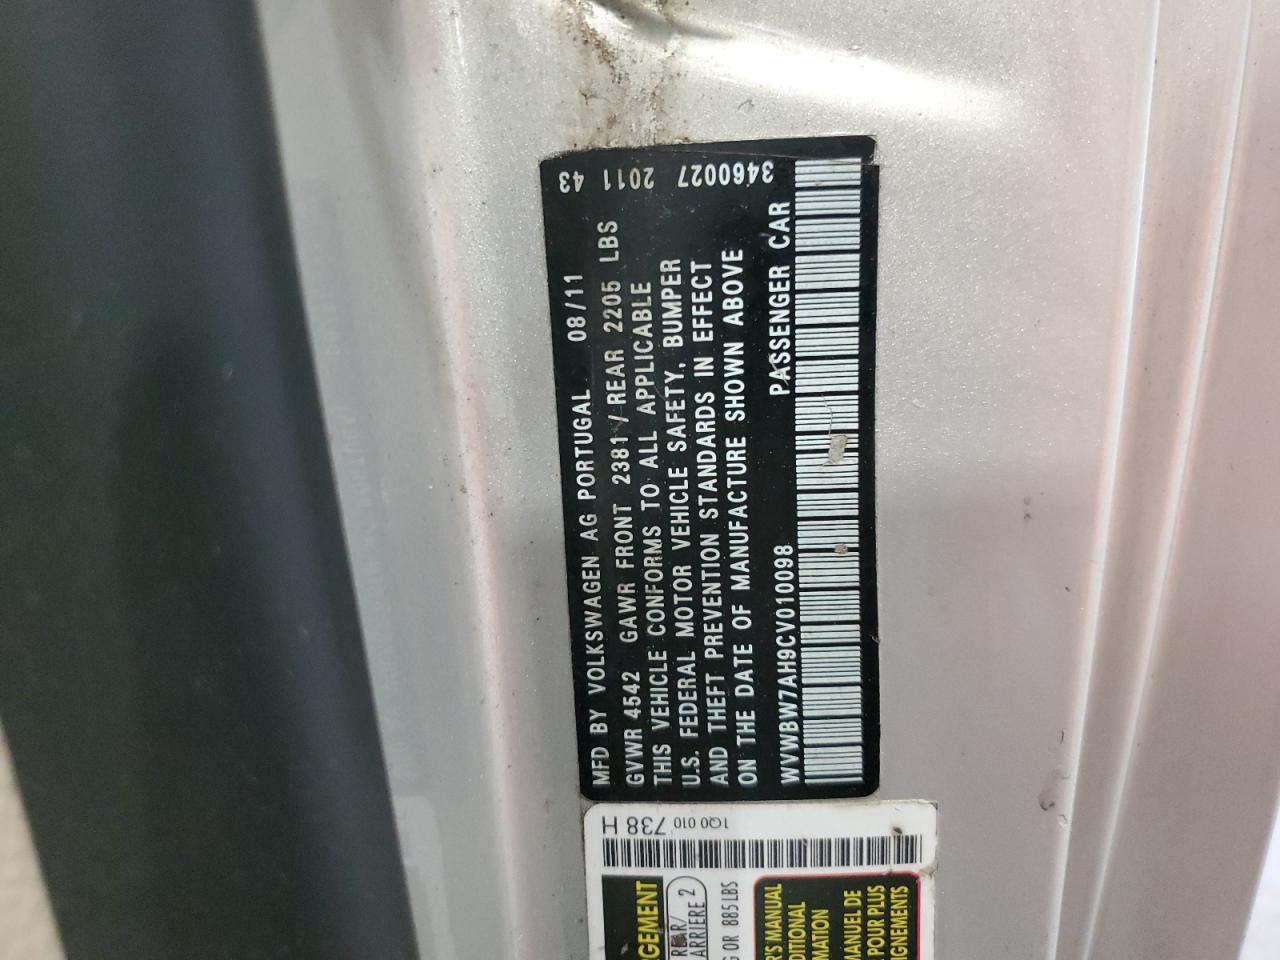 MFD BY VOLKSWAGEN AG PORTUGAL 08/11
GVWR 4542 GAWR FRONT 2381 / REAR 2205 LBS
THIS VEHICLE CONFORMS TO ALL APPLICABLE
U.S. FEDERAL MOTOR VEHICLE SAFETY, BUMPER
AND THEFT PREVENTION STANDARDS IN EFFECT
ON THE DATE OF MANUFACTURE SHOWN ABOVE
PASSENGER CAR
WVWBW7AH9CV010098
43
2011
3460027
1Q0 010 738 H
GEMENT
REAR/
ARRIERE 2
G OR 885 LBS
'S MANUAL
DITIONAL
MATION
MANUEL DE
POUR PLUS
IGNEMENTS